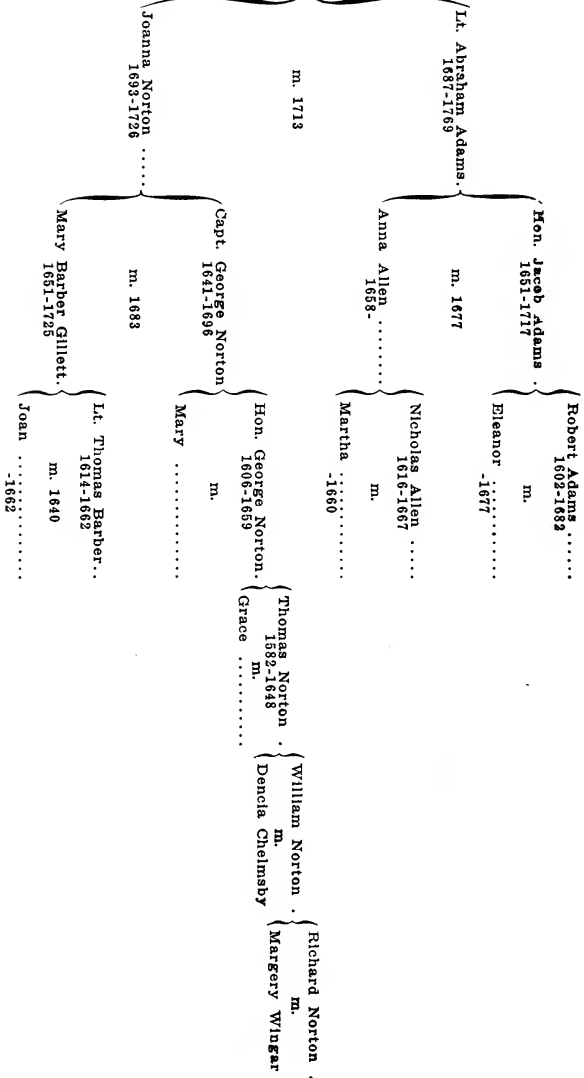 Lt. Abraham Adams.
1687-1769
m. 1713
Joanna Norton .....
1693-1726
Hon. Jacob Adams .
1651-1717
m. 1677
Anna Allen .........
1658-
Capt. George Norton
1641-1696
m. 1683
Mary Barber Gillett.
1651-1725
Robert Adams ......
1602-1682
m.
Eleanor ............
-1677
Nicholas Allen .....
1616-1667
m.
Martha ............
-1660
Hon. George Norton.
1606-1659
m.
Mary ..............
Lt. Thomas Barber..
1614-1662
m. 1640
Joan ..............
-1662
Thomas Norton .
1582-1648
m.
Grace ...........
William Norton .
m.
Dencia Chelmsby
Richard Norton .
m.
Margery Wingar